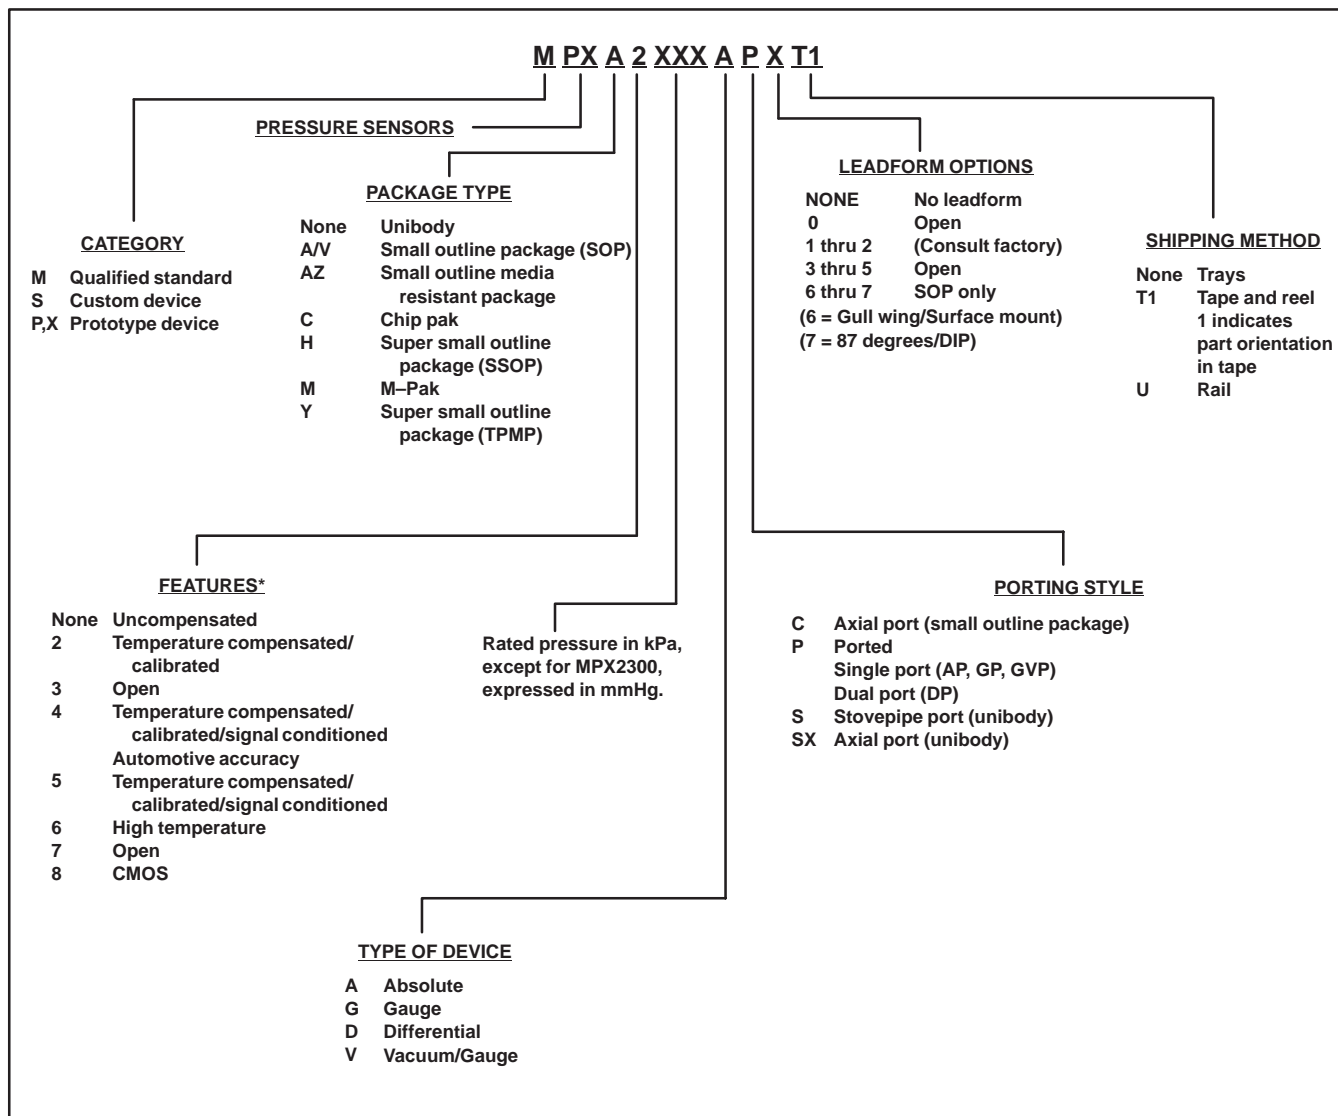 M PX A 2 XXX A P X T1
PRESSURE SENSORS
CATEGORY
M Qualified standard
S Custom device
P,X Prototype device
PACKAGE TYPE
None Unibody
A/V Small outline package (SOP)
AZ Small outline media
resistant package
C Chip pak
H Super small outline
package (SSOP)
M M–Pak
Y Super small outline
package (TPMP)
LEADFORM OPTIONS
NONE No leadform
0 Open
1 thru 2 (Consult factory)
3 thru 5 Open
6 thru 7 SOP only
(6 = Gull wing/Surface mount)
(7 = 87 degrees/DIP)
SHIPPING METHOD
None Trays
T1 Tape and reel
1 indicates
part orientation
in tape
U Rail
FEATURES*
None Uncompensated
2 Temperature compensated/
calibrated
3 Open
4 Temperature compensated/
calibrated/signal conditioned
Automotive accuracy
5 Temperature compensated/
calibrated/signal conditioned
6 High temperature
7 Open
8 CMOS
Rated pressure in kPa,
except for MPX2300,
expressed in mmHg.
PORTING STYLE
C Axial port (small outline package)
P Ported
Single port (AP, GP, GVP)
Dual port (DP)
S Stovepipe port (unibody)
SX Axial port (unibody)
TYPE OF DEVICE
A Absolute
G Gauge
D Differential
V Vacuum/Gauge